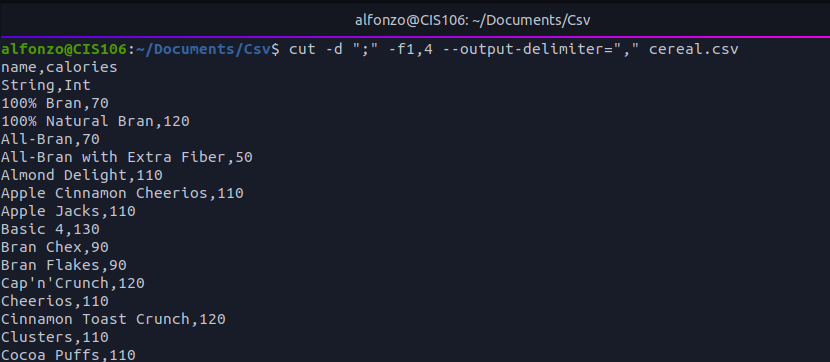 alfonzo@CIS106: ~/Documents/Csv
alfonzo@CIS106:~/Documents/Csv$ cut -d ";" -f1,4 --output-delimiter="," cereal.csv
name,calories
String,Int
100% Bran,70
100% Natural Bran,120
All-Bran,70
All-Bran with Extra Fiber,50
Almond Delight,110
Apple Cinnamon Cheerios,110
Apple Jacks,110
Basic 4,130
Bran Chex,90
Bran Flakes,90
Cap'n'Crunch,120
Cheerios,110
Cinnamon Toast Crunch,120
Clusters,110
Cocoa Puffs,110